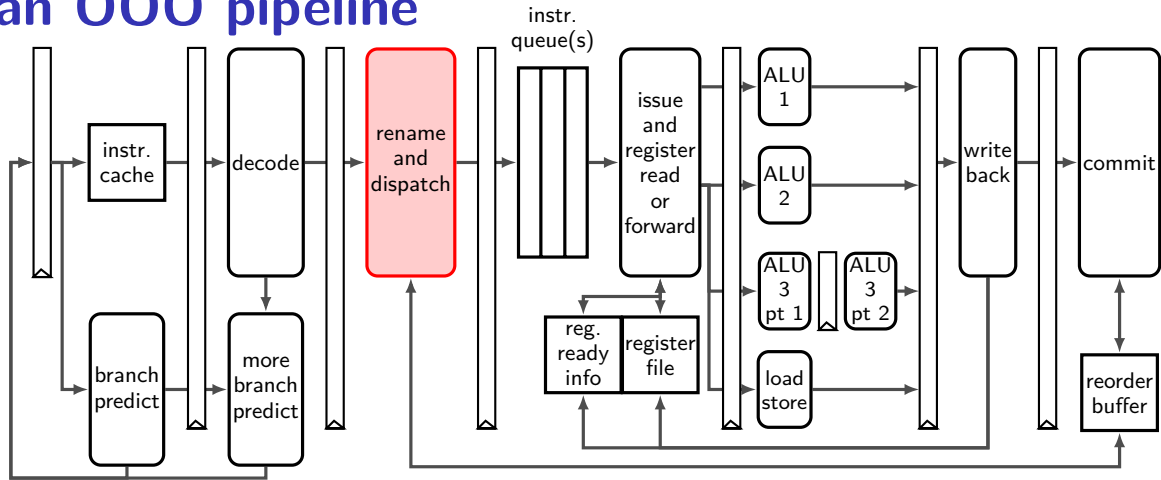 an OOO pipeline
instr.
queue(s)
instr.
cache
decode
rename
and
dispatch
issue
and
register
read
or
forward
ALU
1
ALU
2
ALU
3
pt 1
ALU
3
pt 2
load
store
write
back
commit
branch
predict
more
branch
predict
reg.
ready
info
register
file
reorder
buffer